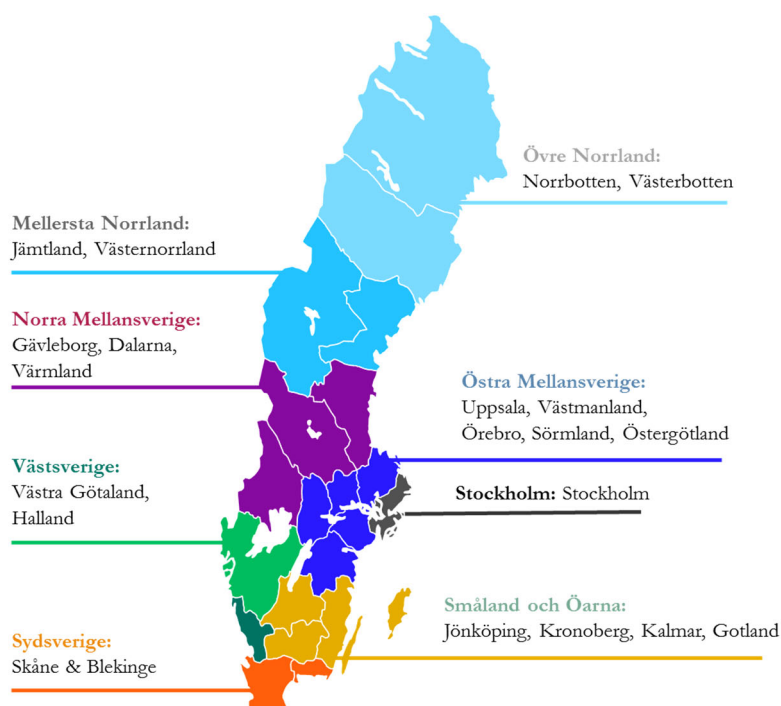 Övre Norrland:
Norrbotten, Västerbotten
Mellersta Norrland:
Jämtland, Västernorrland
Norra Mellansverige:
Gävleborg, Dalarna,
Värmland
Östra Mellansverige:
Uppsala, Västmanland,
Örebro, Sörmland, Östergötland
Västsverige:
Västra Götaland,
Halland
Stockholm: Stockholm
Småland och Öarna:
Jönköping, Kronoberg, Kalmar, Gotland
Sydsverige:
Skåne & Blekinge